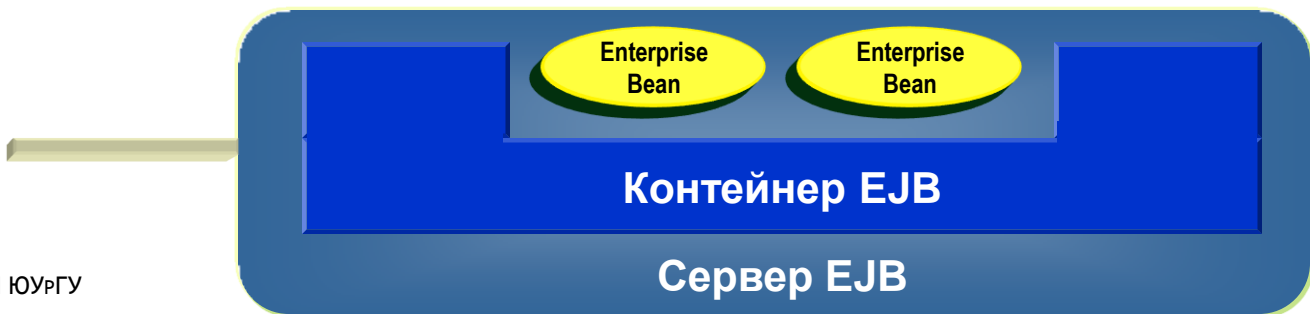 Enterprise
Bean
Enterprise
Bean
Контейнер EJB
Сервер EJB
ЮУрГУ